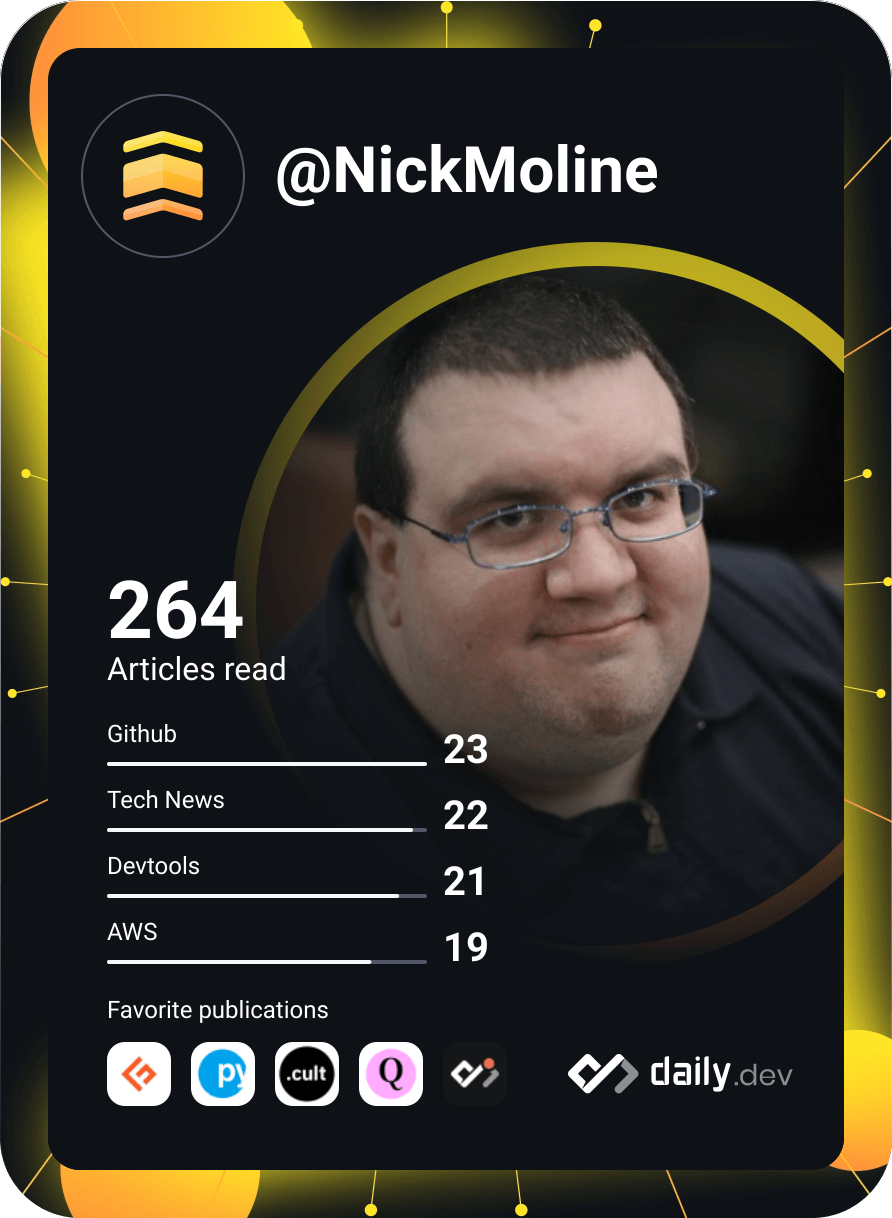 @NickMoline
264
Articles read
Github
23
Tech News
22
Devtools
21
AWS
19
Favorite publications
py
.cult
Q
daily.dev